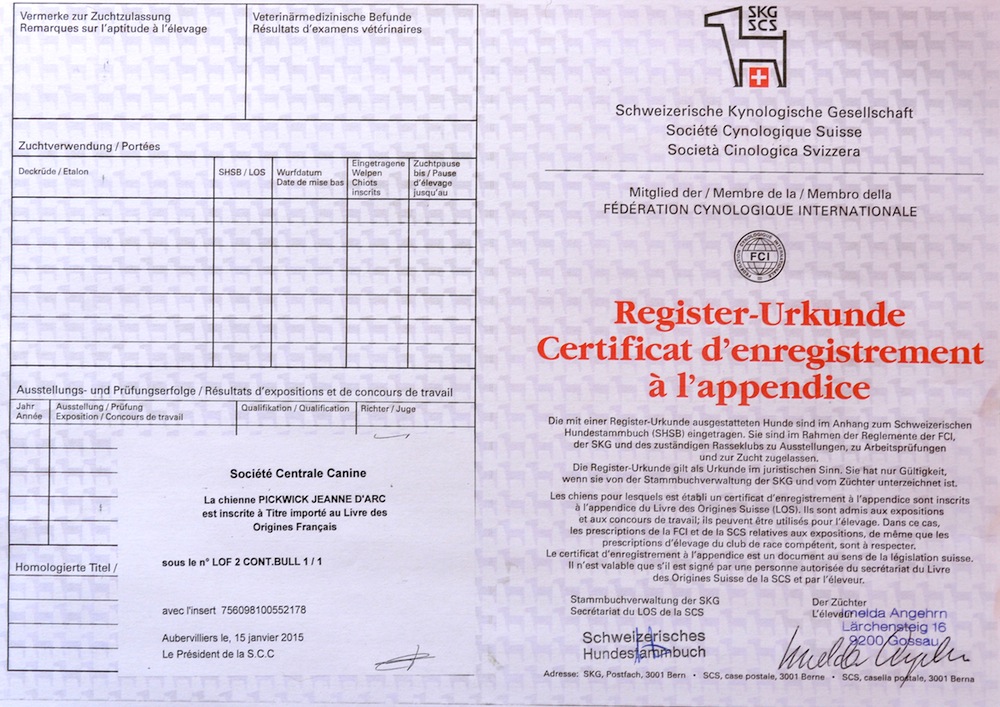 Vermerke zur Zuchtzulassung
Remarques sur l'aptitude à l'élevage
Veterinärmedizinische Befunde
Résultats d'examens vétérinaires
Zuchtverwendung / Portées
Deckrüde / Etalon
SHSB / LOS
Wurfdatum
Date de mise bas
Eingetragene
Welpen
Chiots
inscrits
Zuchtpause
bis / Pause
d'élevage
jusqu'au
Ausstellungs- und Prüfungserfolge / Résultats d'expositions et de concours de travail
Jahr
Année
Ausstellung / Prüfung
Exposition / Concours de travail
Qualifikation / Qualification
Richter / Juge
Société Centrale Canine
La chienne PICKWICK JEANNE D'ARC
est inscrite à Titre importé au Livre des
Origines Français
sous le n° LOF 2 CONT.BULL 1 / 1
avec l'insert 756098100552178
Aubervilliers le, 15 janvier 2015
Le Président de la S.C.C
Homologierte Titel /
SKG
SCS
Schweizerische Kynologische Gesellschaft
Société Cynologique Suisse
Società Cinologica Svizzera
Mitglied der / Membre de la / Membro della
FÉDÉRATION CYNOLOGIQUE INTERNATIONALE
FÉDÉRATION CYNOLOGIQUE INTERNATIONALE
FCI
Register-Urkunde
Certificat d'enregistrement
à l'appendice
Die mit einer Register-Urkunde ausgestatteten Hunde sind im Anhang zum Schweizerischen
Hundestammbuch (SHSB) eingetragen. Sie sind im Rahmen der Reglemente der FCI,
der SKG und des zuständigen Rasseklubs zu Ausstellungen, zu Arbeitsprüfungen
und zur Zucht zugelassen.
Die Register-Urkunde gilt als Urkunde im juristischen Sinn. Sie hat nur Gültigkeit,
wenn sie von der Stammbuchverwaltung der SKG und vom Züchter unterzeichnet ist.
Les chiens pour lesquels est établi un certificat d'enregistrement à l'appendice sont inscrits
à l'appendice du Livre des Origines Suisse (LOS). Ils sont admis aux expositions
et aux concours de travail; ils peuvent être utilisés pour l'élevage. Dans ce cas,
les prescriptions de la FCI et de la SCS relatives aux expositions, de même que les
prescriptions d'élevage du club de race compétent, sont à respecter.
Le certificat d'enregistrement à l'appendice est un document au sens de la législation suisse.
Il n'est valable que s'il est signé par une personne autorisée du secrétariat du Livre
des Origines Suisse de la SCS et par l'éleveur.
Stammbuchverwaltung der SKG
Secrétariat du LOS de la SCS
Schweizerisches
Hundestammbuch
Der Züchter
L'éleveur
Imelda Angehrn
Lärchensteig 16
9200 Gossau
Imelda Angehrn
Adresse: SKG, Postfach, 3001 Bern • SCS, case postale, 3001 Berne • SCS, casella postale, 3001 Berna